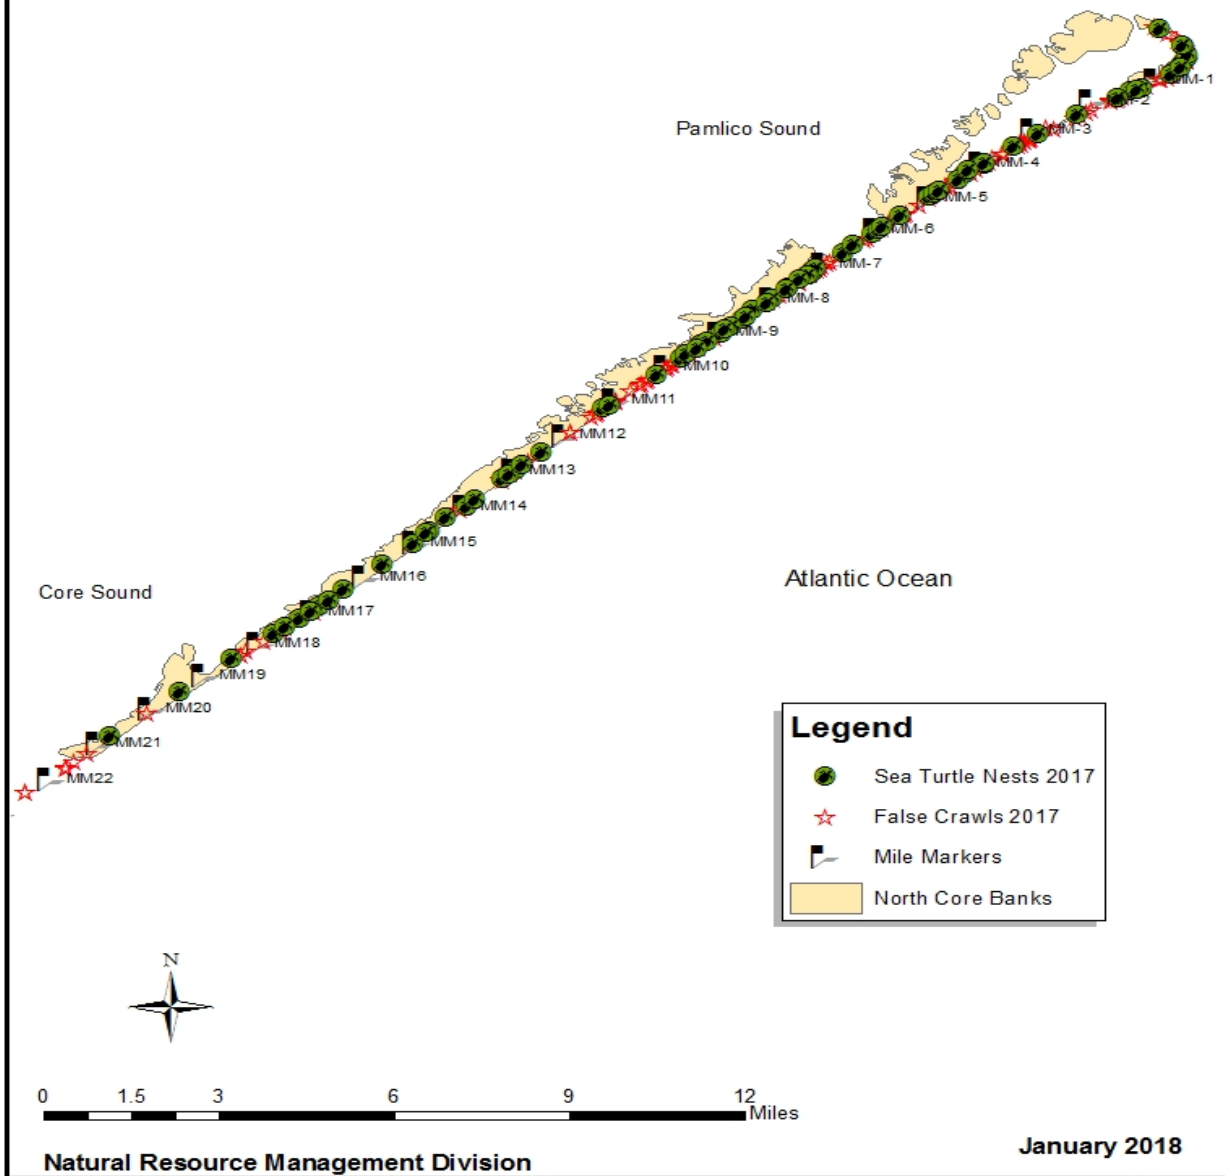 MM-1
MM-2
Pamlico Sound
MM-3
MM-4
MM-5
MM-6
MM-7
MM-8
MM-9
MM10
MM11
MM12
MM13
MM14
MM15
MM16
Atlantic Ocean
Core Sound
MM17
MM18
MM19
MM20
MM21
MM22
Legend
Sea Turtle Nests 2017
False Crawls 2017
Mile Markers
North Core Banks
N
0 1.5 3 6 9 12
Miles
January 2018
Natural Resource Management Division